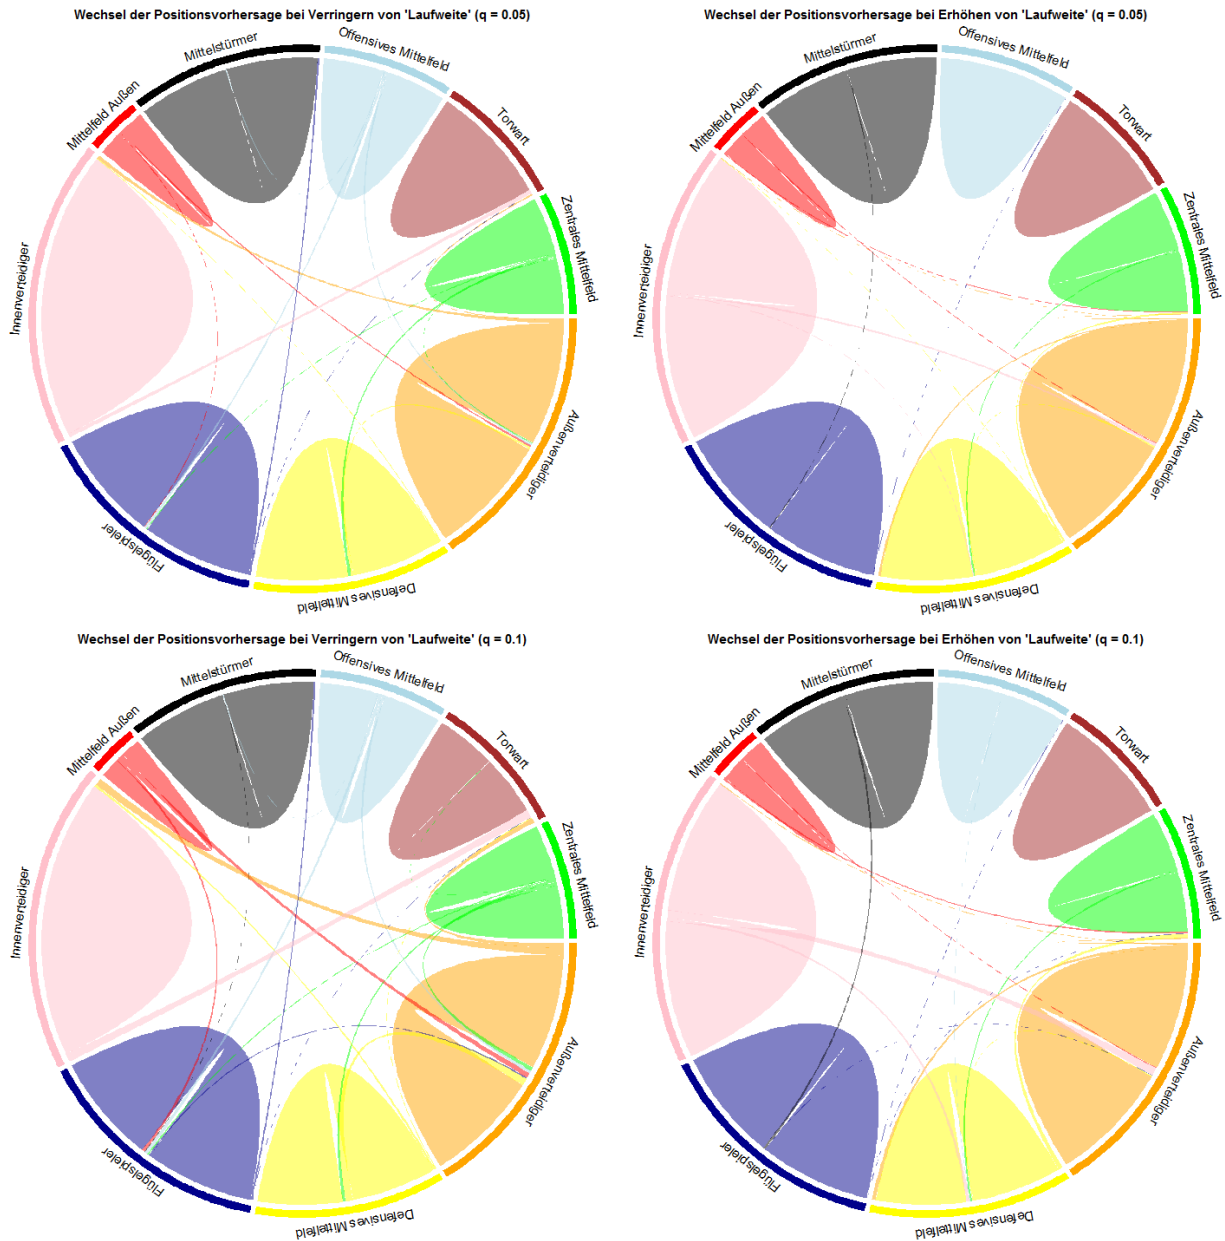 Wechsel der Positionsvorhersage bei Verringern von 'Laufweite' (q = 0.05)
Mittelstürmer
Offensives Mittelfeld
Mittelfeld Außen
Torwart
Zentrales Mittelfeld
Innenverteidiger
Außenverteidiger
Flügelspieler
Defensives Mittelfeld
Wechsel der Positionsvorhersage bei Erhöhen von 'Laufweite' (q = 0.05)
Mittelstürmer
Offensives Mittelfeld
Mittelfeld Außen
Torwart
Zentrales Mittelfeld
Innenverteidiger
Außenverteidiger
Flügelspieler
Defensives Mittelfeld
Wechsel der Positionsvorhersage bei Verringern von 'Laufweite' (q = 0.1)
Mittelstürmer
Offensives Mittelfeld
Mittelfeld Außen
Torwart
Zentrales Mittelfeld
Innenverteidiger
Außenverteidiger
Flügelspieler
Defensives Mittelfeld
Wechsel der Positionsvorhersage bei Erhöhen von 'Laufweite' (q = 0.1)
Mittelstürmer
Offensives Mittelfeld
Mittelfeld Außen
Torwart
Zentrales Mittelfeld
Innenverteidiger
Außenverteidiger
Flügelspieler
Defensives Mittelfeld